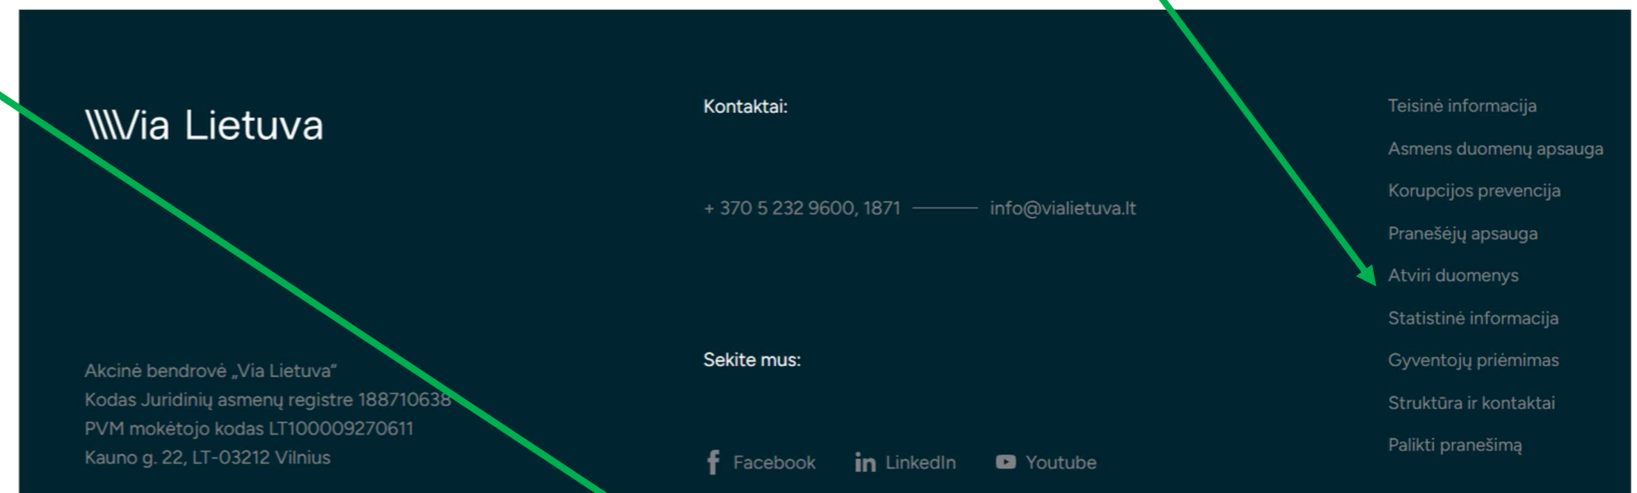 Via Lietuva
Akcinė bendrovė „Via Lietuva“
Kodas Juridinių asmenų registre 188710638
PVM mokėtojo kodas LT100009270611
Kauno g. 22, LT-03212 Vilnius
Kontaktai:
+ 370 5 232 9600, 1871 info@vialietuva.lt
Sekite mus:
Facebook LinkedIn Youtube
Teisinė informacija
Asmens duomenų apsauga
Korupcijos prevencija
Pranešėjų apsauga
Atviri duomenys
Statistinė informacija
Gyventojų priėmimas
Struktūra ir kontaktai
Palikti pranešimą